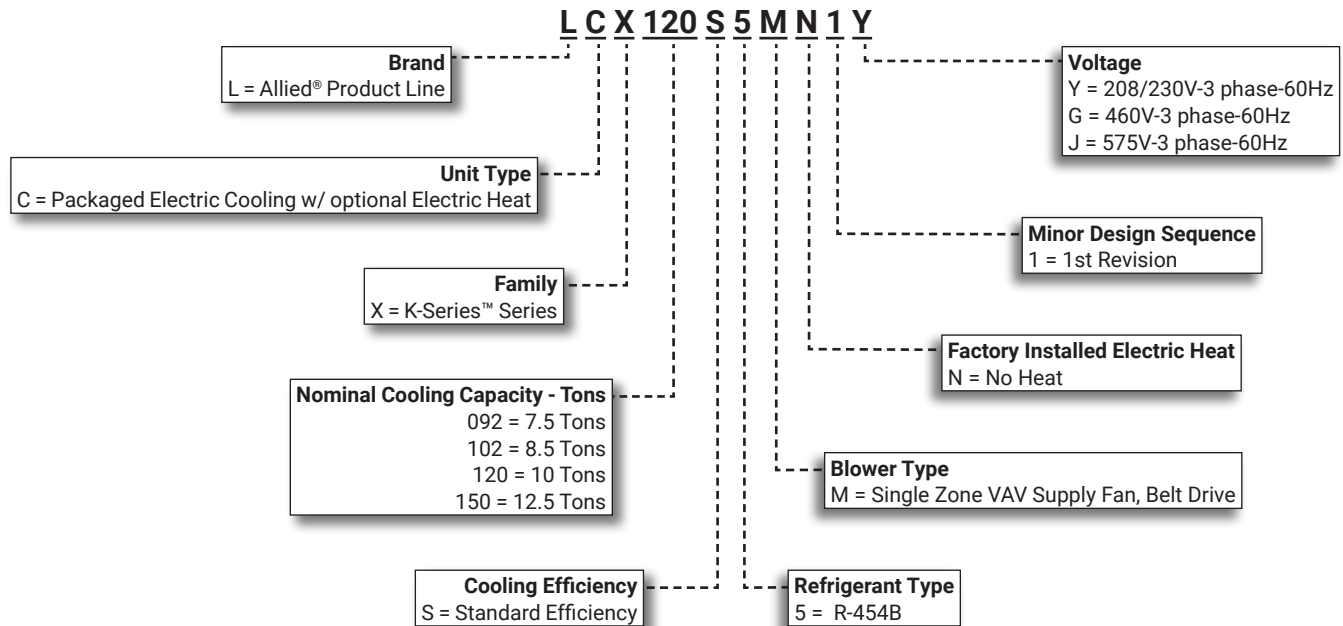 L C X 120 S 5 M N 1 Y
Brand
L = Allied® Product Line
Voltage
Y = 208/230V-3 phase-60Hz
G = 460V-3 phase-60Hz
J = 575V-3 phase-60Hz
Unit Type
C = Packaged Electric Cooling w/ optional Electric Heat
Minor Design Sequence
1 = 1st Revision
Family
X = K-Series™ Series
Factory Installed Electric Heat
N = No Heat
Nominal Cooling Capacity - Tons
092 = 7.5 Tons
102 = 8.5 Tons
120 = 10 Tons
150 = 12.5 Tons
Blower Type
M = Single Zone VAV Supply Fan, Belt Drive
Cooling Efficiency
S = Standard Efficiency
Refrigerant Type
5 = R-454B